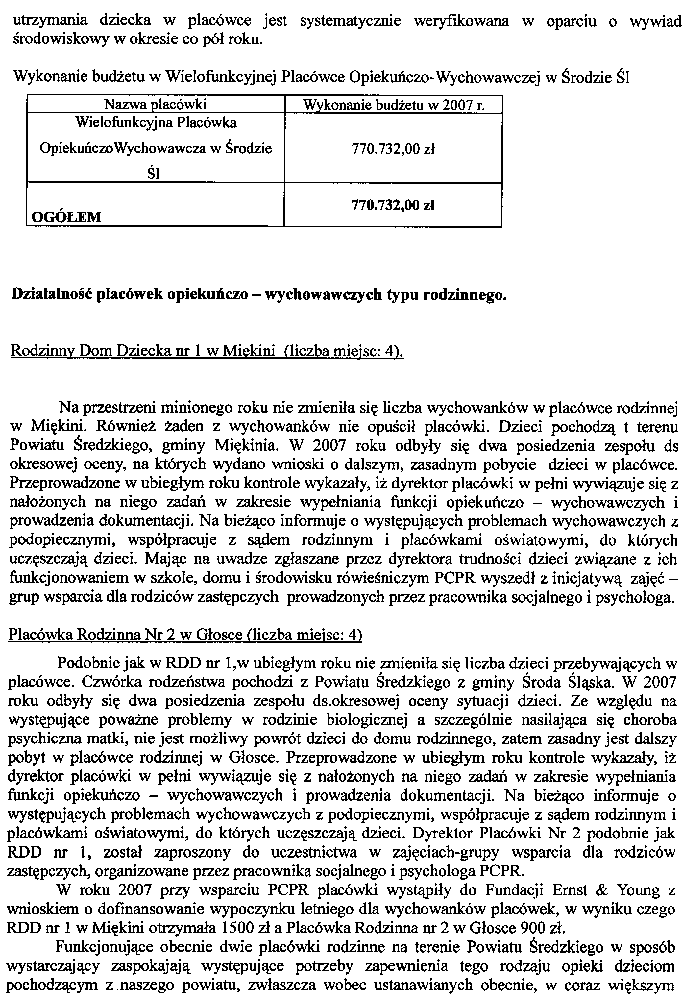 utrzymania dziecka w placówce jest systematycznie weryfikowana w oparciu o wywiad
środowiskowy w okresie co pół roku.
Wykonanie budżetu w Wielofunkcyjnej Placówce Opiekuńczo-Wychowawczej w Środzie Śl
Nazwa placówki Wykonanie budżetu w 2007 r.
Wielofunkcyjna Placówka
OpiekuńczoWychowawcza w Środzie 770.732,00 zł
Śl
770.732,00 zł
OGÓŁEM
Działalność placówek opiekuńczo – wychowawczych typu rodzinnego.
Rodzinny Dom Dziecka nr 1 w Miękini (liczba miejsc: 4).
Na przestrzeni minionego roku nie zmieniła się liczba wychowanków w placówce rodzinnej
w Miękini. Również żaden z wychowanków nie opuścił placówki. Dzieci pochodzą t terenu
Powiatu Średzkiego, gminy Miękinia. W 2007 roku odbyły się dwa posiedzenia zespołu ds
okresowej oceny, na których wydano wnioski o dalszym, zasadnym pobycie dzieci w placówce.
Przeprowadzone w ubiegłym roku kontrole wykazały, iż dyrektor placówki w pełni wywiązuje się z
nałożonych na niego zadań w zakresie wypełniania funkcji opiekuńczo – wychowawczych i
prowadzenia dokumentacji. Na bieżąco informuje o występujących problemach wychowawczych z
podopiecznymi, współpracuje z sądem rodzinnym i placówkami oświatowymi, do których
uczęszczają dzieci. Mając na uwadze zgłaszane przez dyrektora trudności dzieci związane z ich
funkcjonowaniem w szkole, domu i środowisku rówieśniczym PCPR wyszedł z inicjatywą zajęć –
grup wsparcia dla rodziców zastępczych prowadzonych przez pracownika socjalnego i psychologa.
Placówka Rodzinna Nr 2 w Głosce (liczba miejsc: 4)
Podobnie jak w RDD nr 1,w ubiegłym roku nie zmieniła się liczba dzieci przebywających w
placówce. Czwórka rodzeństwa pochodzi z Powiatu Średzkiego z gminy Środa Śląska. W 2007
roku odbyły się dwa posiedzenia zespołu ds.okresowej oceny sytuacji dzieci. Ze względu na
występujące poważne problemy w rodzinie biologicznej a szczególnie nasilająca się choroba
psychiczna matki, nie jest możliwy powrót dzieci do domu rodzinnego, zatem zasadny jest dalszy
pobyt w placówce rodzinnej w Głosce. Przeprowadzone w ubiegłym roku kontrole wykazały, iż
dyrektor placówki w pełni wywiązuje się z nałożonych na niego zadań w zakresie wypełniania
funkcji opiekuńczo – wychowawczych i prowadzenia dokumentacji. Na bieżąco informuje o
występujących problemach wychowawczych z podopiecznymi, współpracuje z sądem rodzinnym i
placówkami oświatowymi, do których uczęszczają dzieci. Dyrektor Placówki Nr 2 podobnie jak
RDD nr 1, został zaproszony do uczestnictwa w zajęciach-grupy wsparcia dla rodziców
zastępczych, organizowane przez pracownika socjalnego i psychologa PCPR.
W roku 2007 przy wsparciu PCPR placówki wystąpiły do Fundacji Ernst & Young z
wnioskiem o dofinansowanie wypoczynku letniego dla wychowanków placówek, w wyniku czego
RDD nr 1 w Miękini otrzymała 1500 zł a Placówka Rodzinna nr 2 w Głosce 900 zł.
Funkcjonujące obecnie dwie placówki rodzinne na terenie Powiatu Średzkiego w sposób
wystarczający zaspokajają występujące potrzeby zapewnienia tego rodzaju opieki dzieciom
pochodzącym z naszego powiatu, zwłaszcza wobec ustanawianych obecnie, w coraz większym